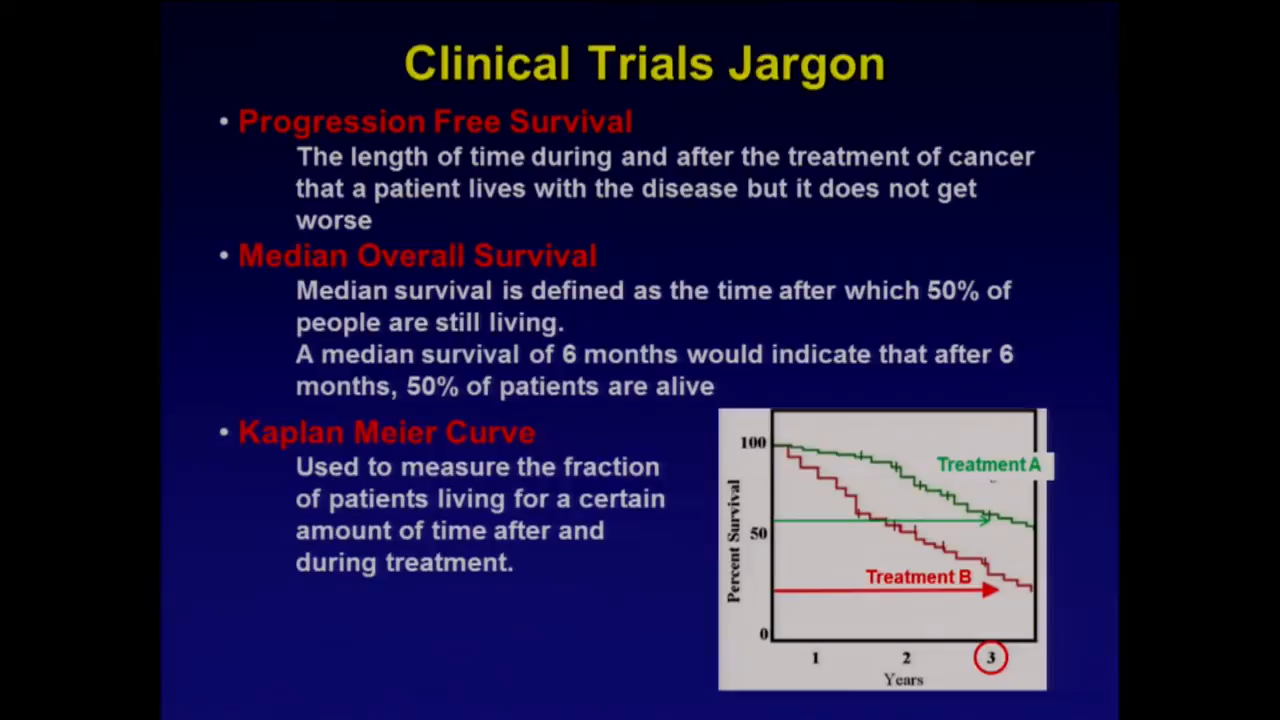 Clinical Trials Jargon
• Progression Free Survival
The length of time during and after the treatment of cancer
that a patient lives with the disease but it does not get
worse
• Median Overall Survival
Median survival is defined as the time after which 50% of
people are still living.
A median survival of 6 months would indicate that after 6
months, 50% of patients are alive
• Kaplan Meier Curve
Used to measure the fraction
of patients living for a certain
amount of time after and
during treatment.
Percent Survival
100
50
0
Treatment A
Treatment B
1 2 3
Years